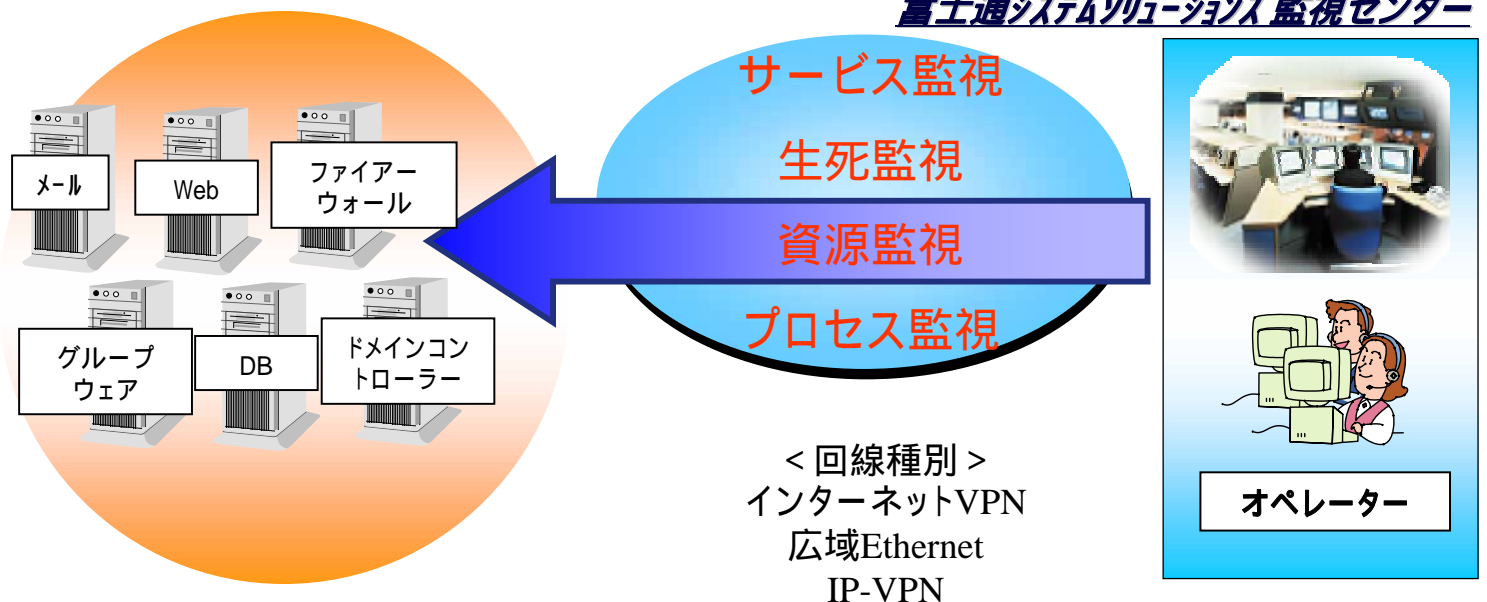 富士通システムソリューションズ 監視センター
メール
Web
ファイアー
ウォール
グループ
ウェア
DB
ドメインコン
トローラー
サービス監視
生死監視
資源監視
プロセス監視
<回線種別>
インターネットVPN
広域Ethernet
IP-VPN
オペレーター